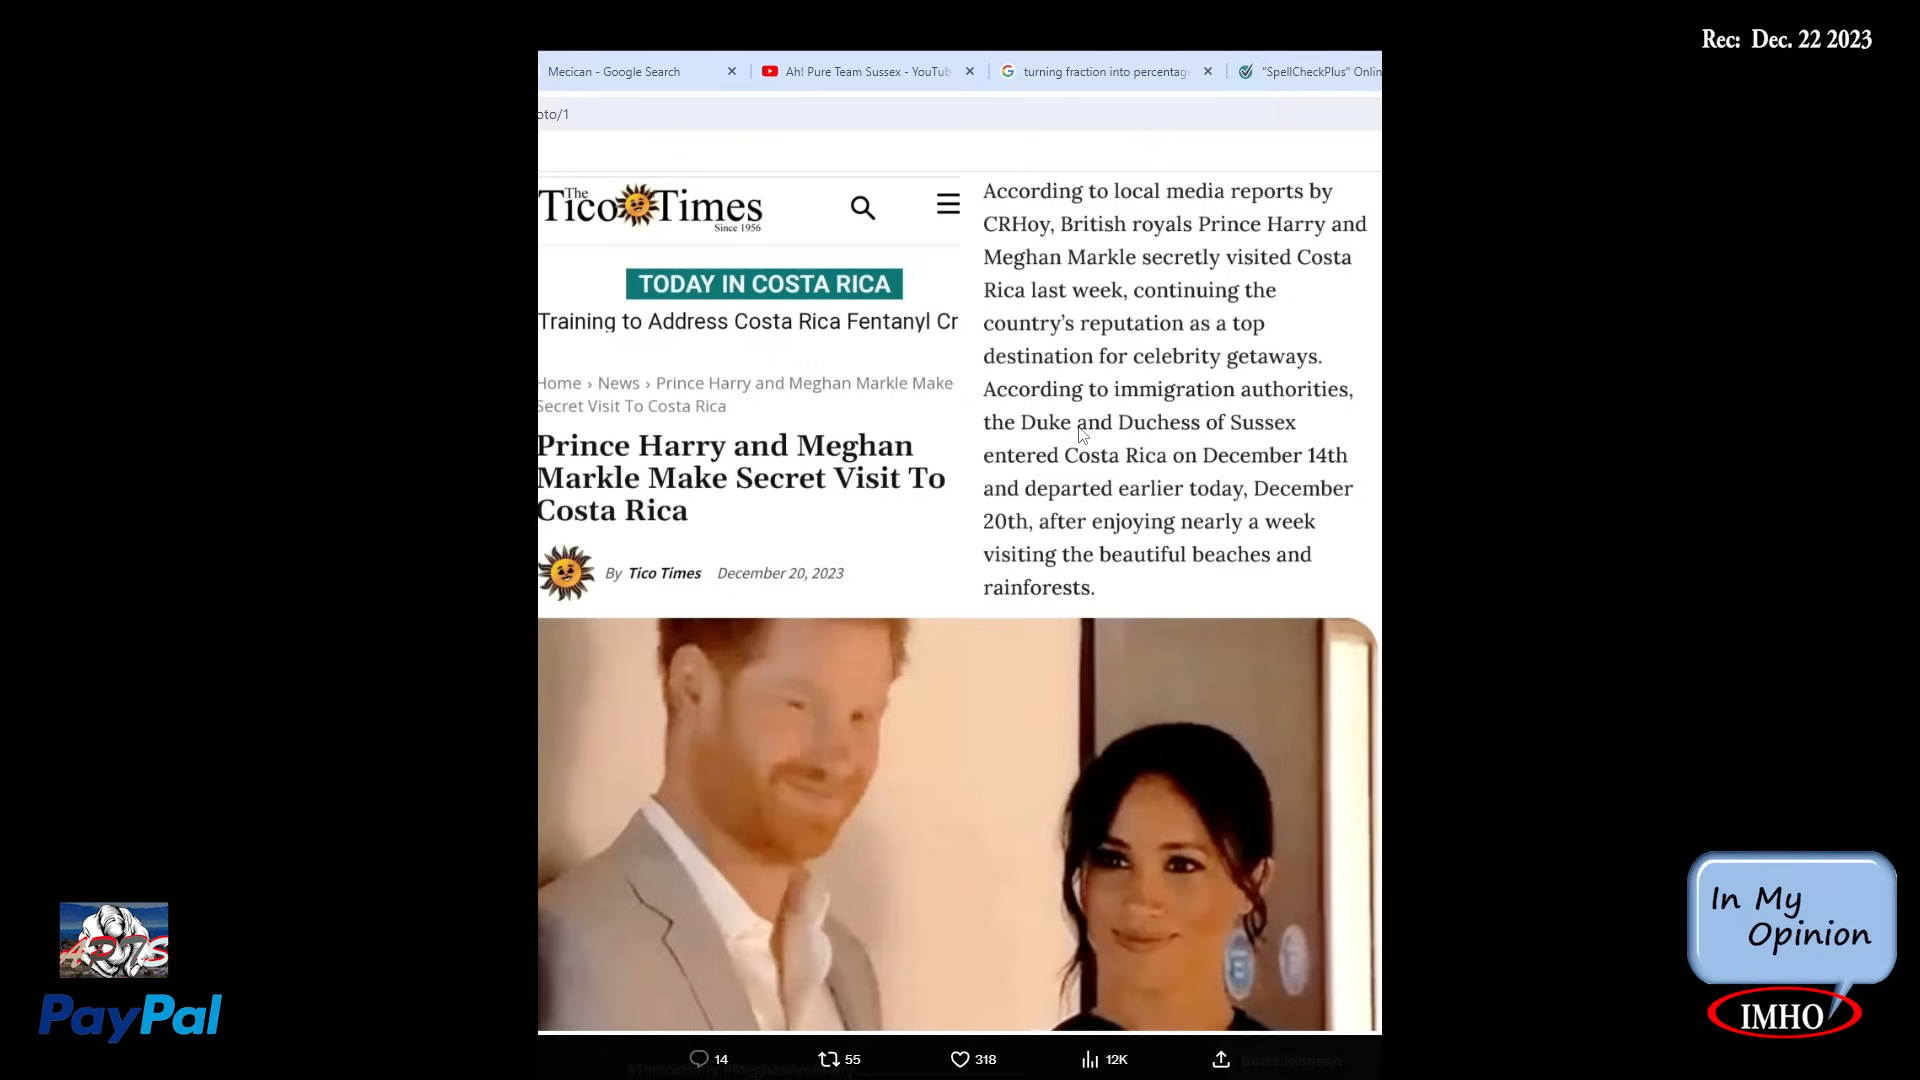 Rec: Dec. 22 2023
Mecican - Google Search
Ah! Pure Team Sussex - YouTub
turning fraction into percentag
"SpellCheckPlus" Onlin
oto/1
The
Tico Times
Since 1956
TODAY IN COSTA RICA
Training to Address Costa Rica Fentanyl Cr
Home › News › Prince Harry and Meghan Markle Make
Secret Visit To Costa Rica
Prince Harry and Meghan
Markle Make Secret Visit To
Costa Rica
By Tico Times December 20, 2023
According to local media reports by
CRHoy, British royals Prince Harry and
Meghan Markle secretly visited Costa
Rica last week, continuing the
country’s reputation as a top
destination for celebrity getaways.
According to immigration authorities,
the Duke and Duchess of Sussex
entered Costa Rica on December 14th
and departed earlier today, December
20th, after enjoying nearly a week
visiting the beautiful beaches and
rainforests.
14
55
318
12K
PayPal
In My
Opinion
IMHO